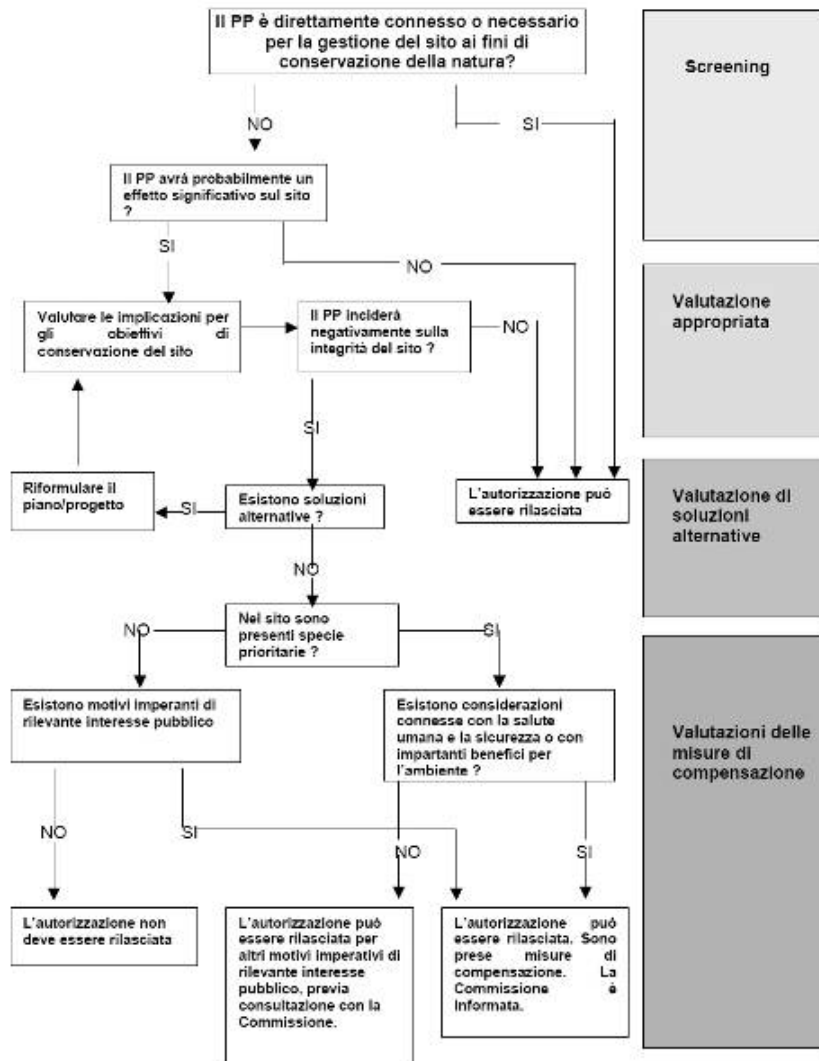 Il PP è direttamente connesso o necessario
per la gestione del sito ai fini di
conservazione della natura?
Screening
NO
SI
Il PP avrà probabilmente un
effetto significativo sul sito
?
SI
NO
Valutazione
appropriata
Valutare le implicazioni per
gli obiettivi di
conservazione del sito
Il PP inciderà
negativamente sulla
integrità del sito ?
NO
SI
Riformulare il
piano/progetto
SI
Esistono soluzioni
alternative ?
L'autorizzazione può
essere rilasciata
Valutazione di
soluzioni
alternative
NO
Nel sito sono
presenti specie
prioritarie ?
NO
SI
Esistono motivi imperanti di
rilevante interesse pubblico
Esistono considerazioni
connesse con la salute
umana e la sicurezza o con
impartanti benefici per
l'ambiente ?
Valutazioni delle
misure di
compensazione
NO
SI
NO
SI
L'autorizzazione non
deve essere rilasciata
L'autorizzazione può
essere rilasciata per
altri motivi imperativi di
rilevante interesse
pubblico, previa
consultazione con la
Commissione.
L'autorizzazione può
essere rilasciata. Sono
prese misure di
compensazione. La
Commissione è
informata.